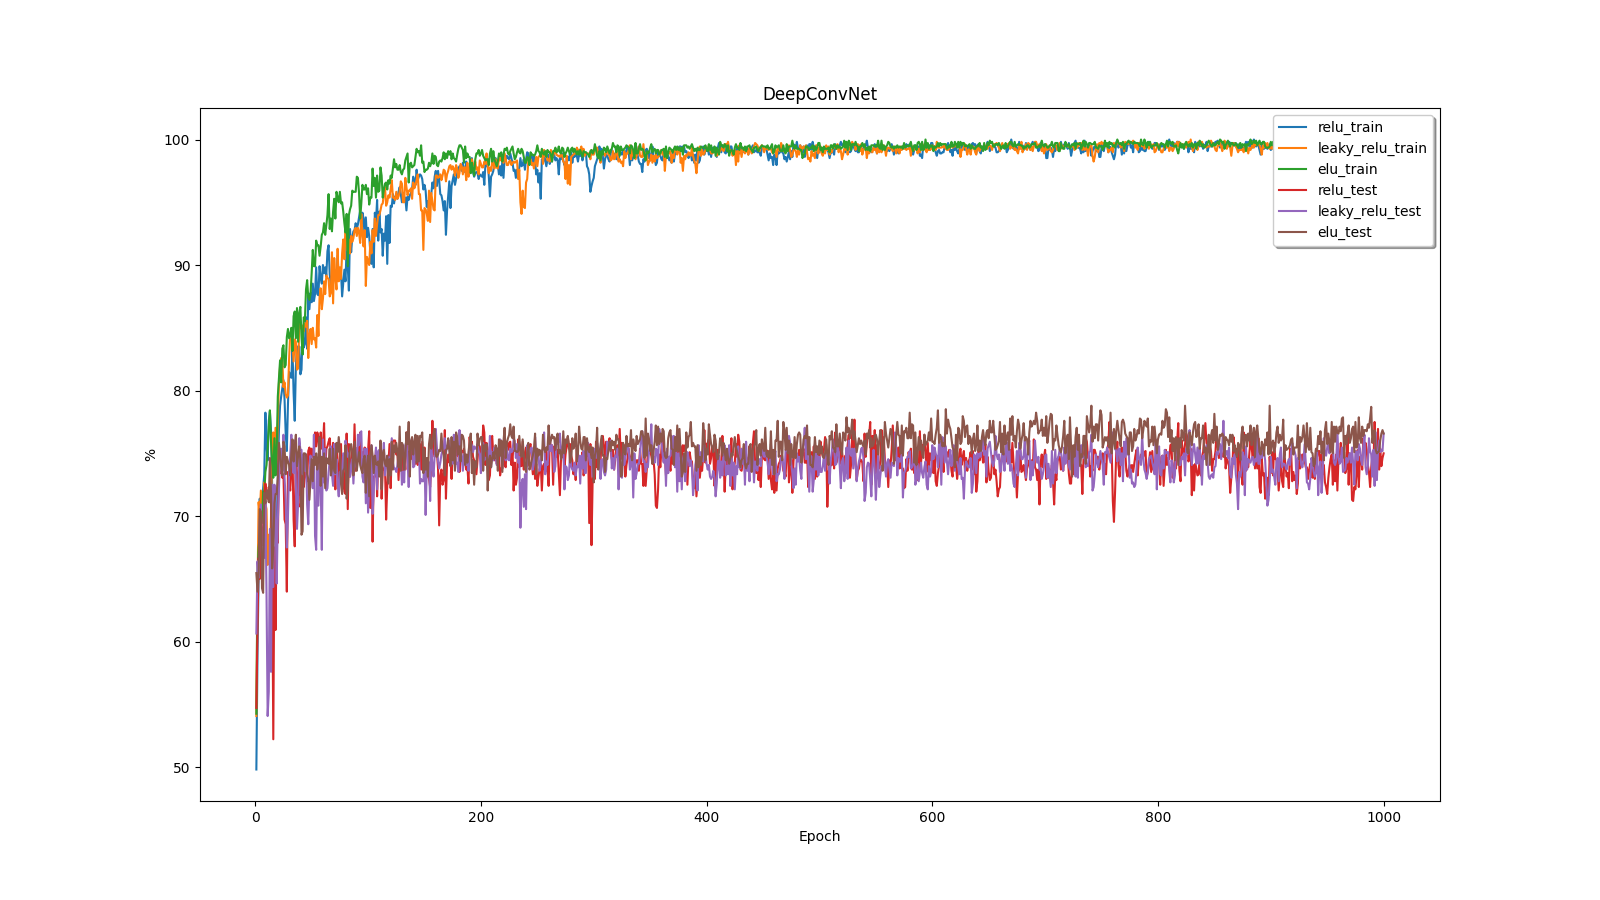 DeepConvNet
100
90
80
70
60
50
%
relu_train
leaky_relu_train
elu_train
relu_test
leaky_relu_test
elu_test
0 200 400 600 800 1000
Epoch